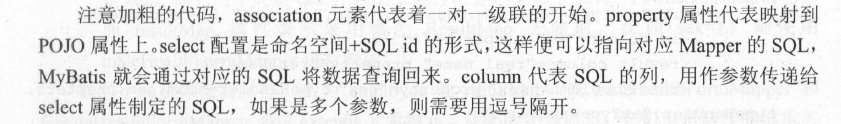 注意加粗的代码，association 元素代表着一对一级联的开始。property 属性代表映射到
POJO 属性上。select 配置是命名空间+SQL id 的形式，这样便可以指向对应 Mapper 的 SQL，
MyBatis 就会通过对应的 SQL 将数据查询回来。column 代表 SQL 的列，用作参数传递给
select 属性制定的 SQL，如果是多个参数，则需要用逗号隔开。